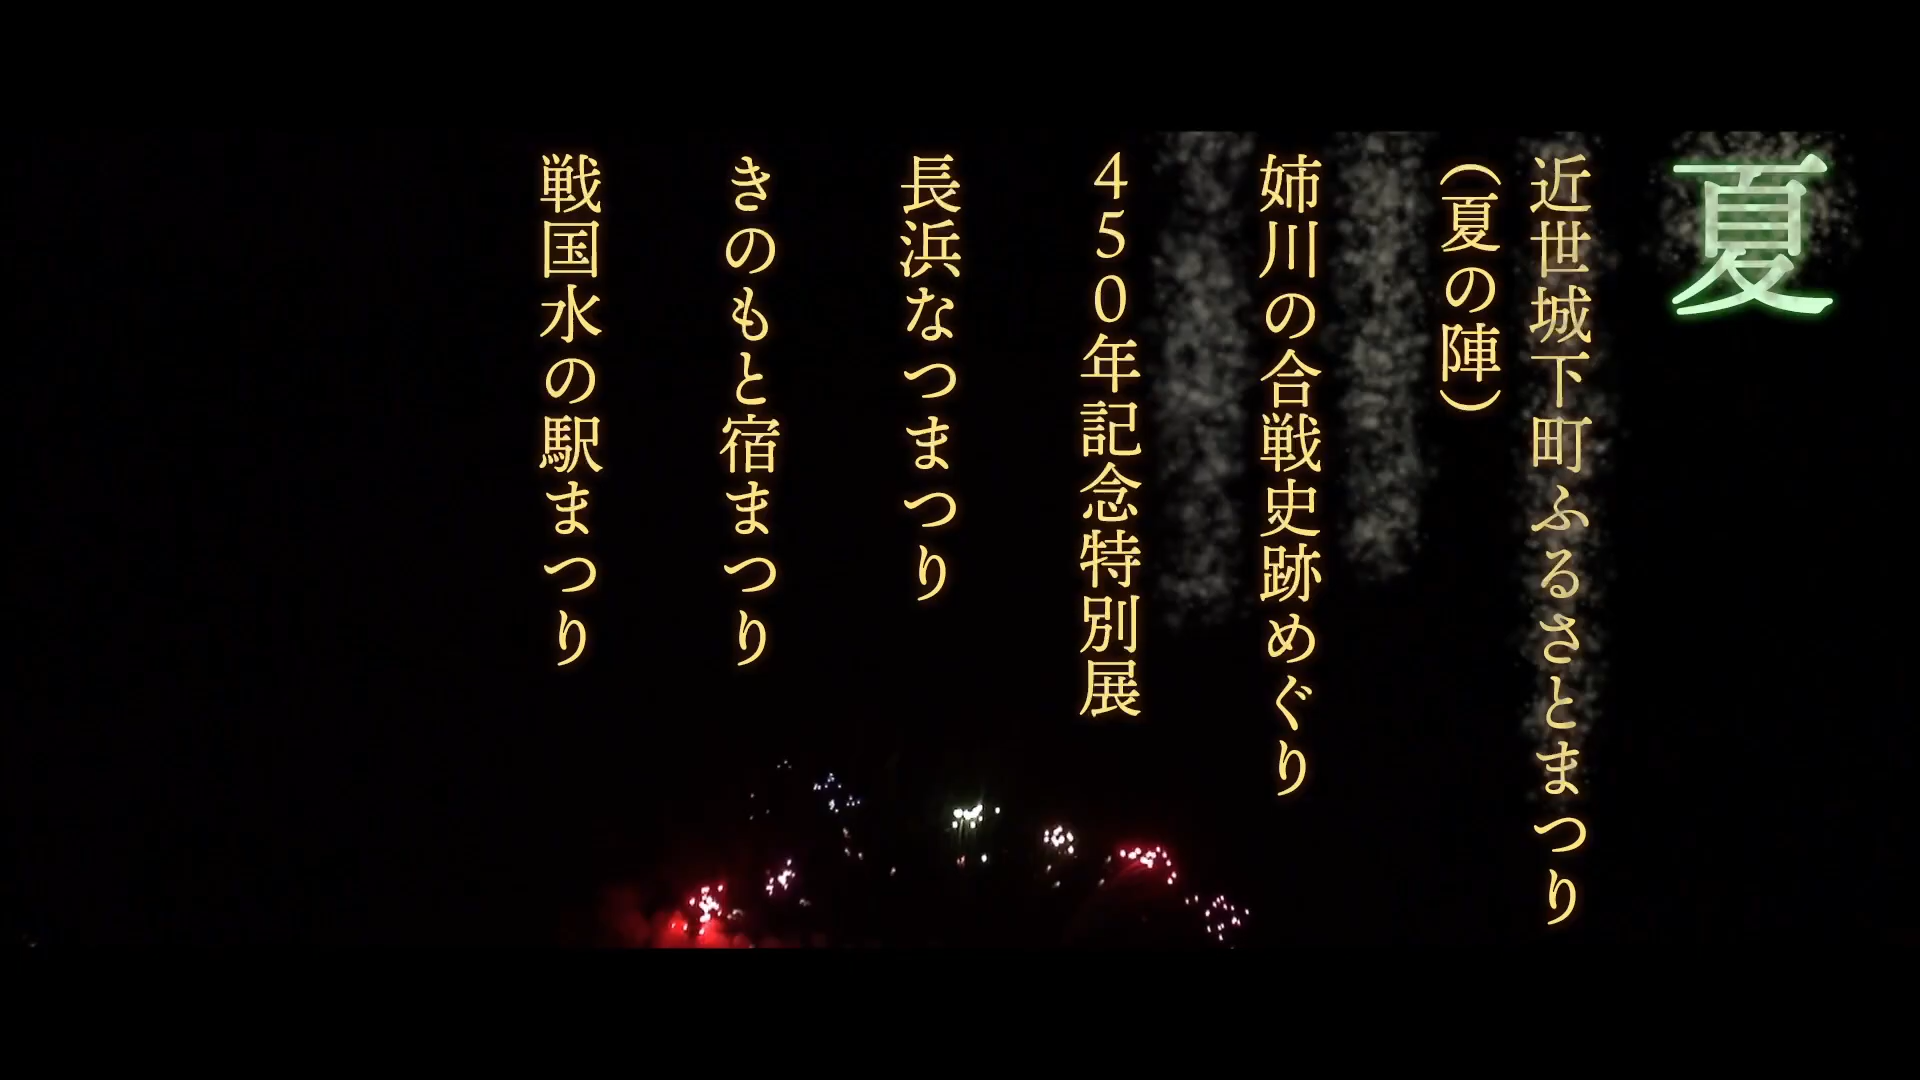 夏
近世城下町ふるさとまつり
（夏の陣）
姉川の合戦史跡めぐり
450年記念特別展
長浜なつまつり
きのもと宿まつり
戦国水の駅まつり